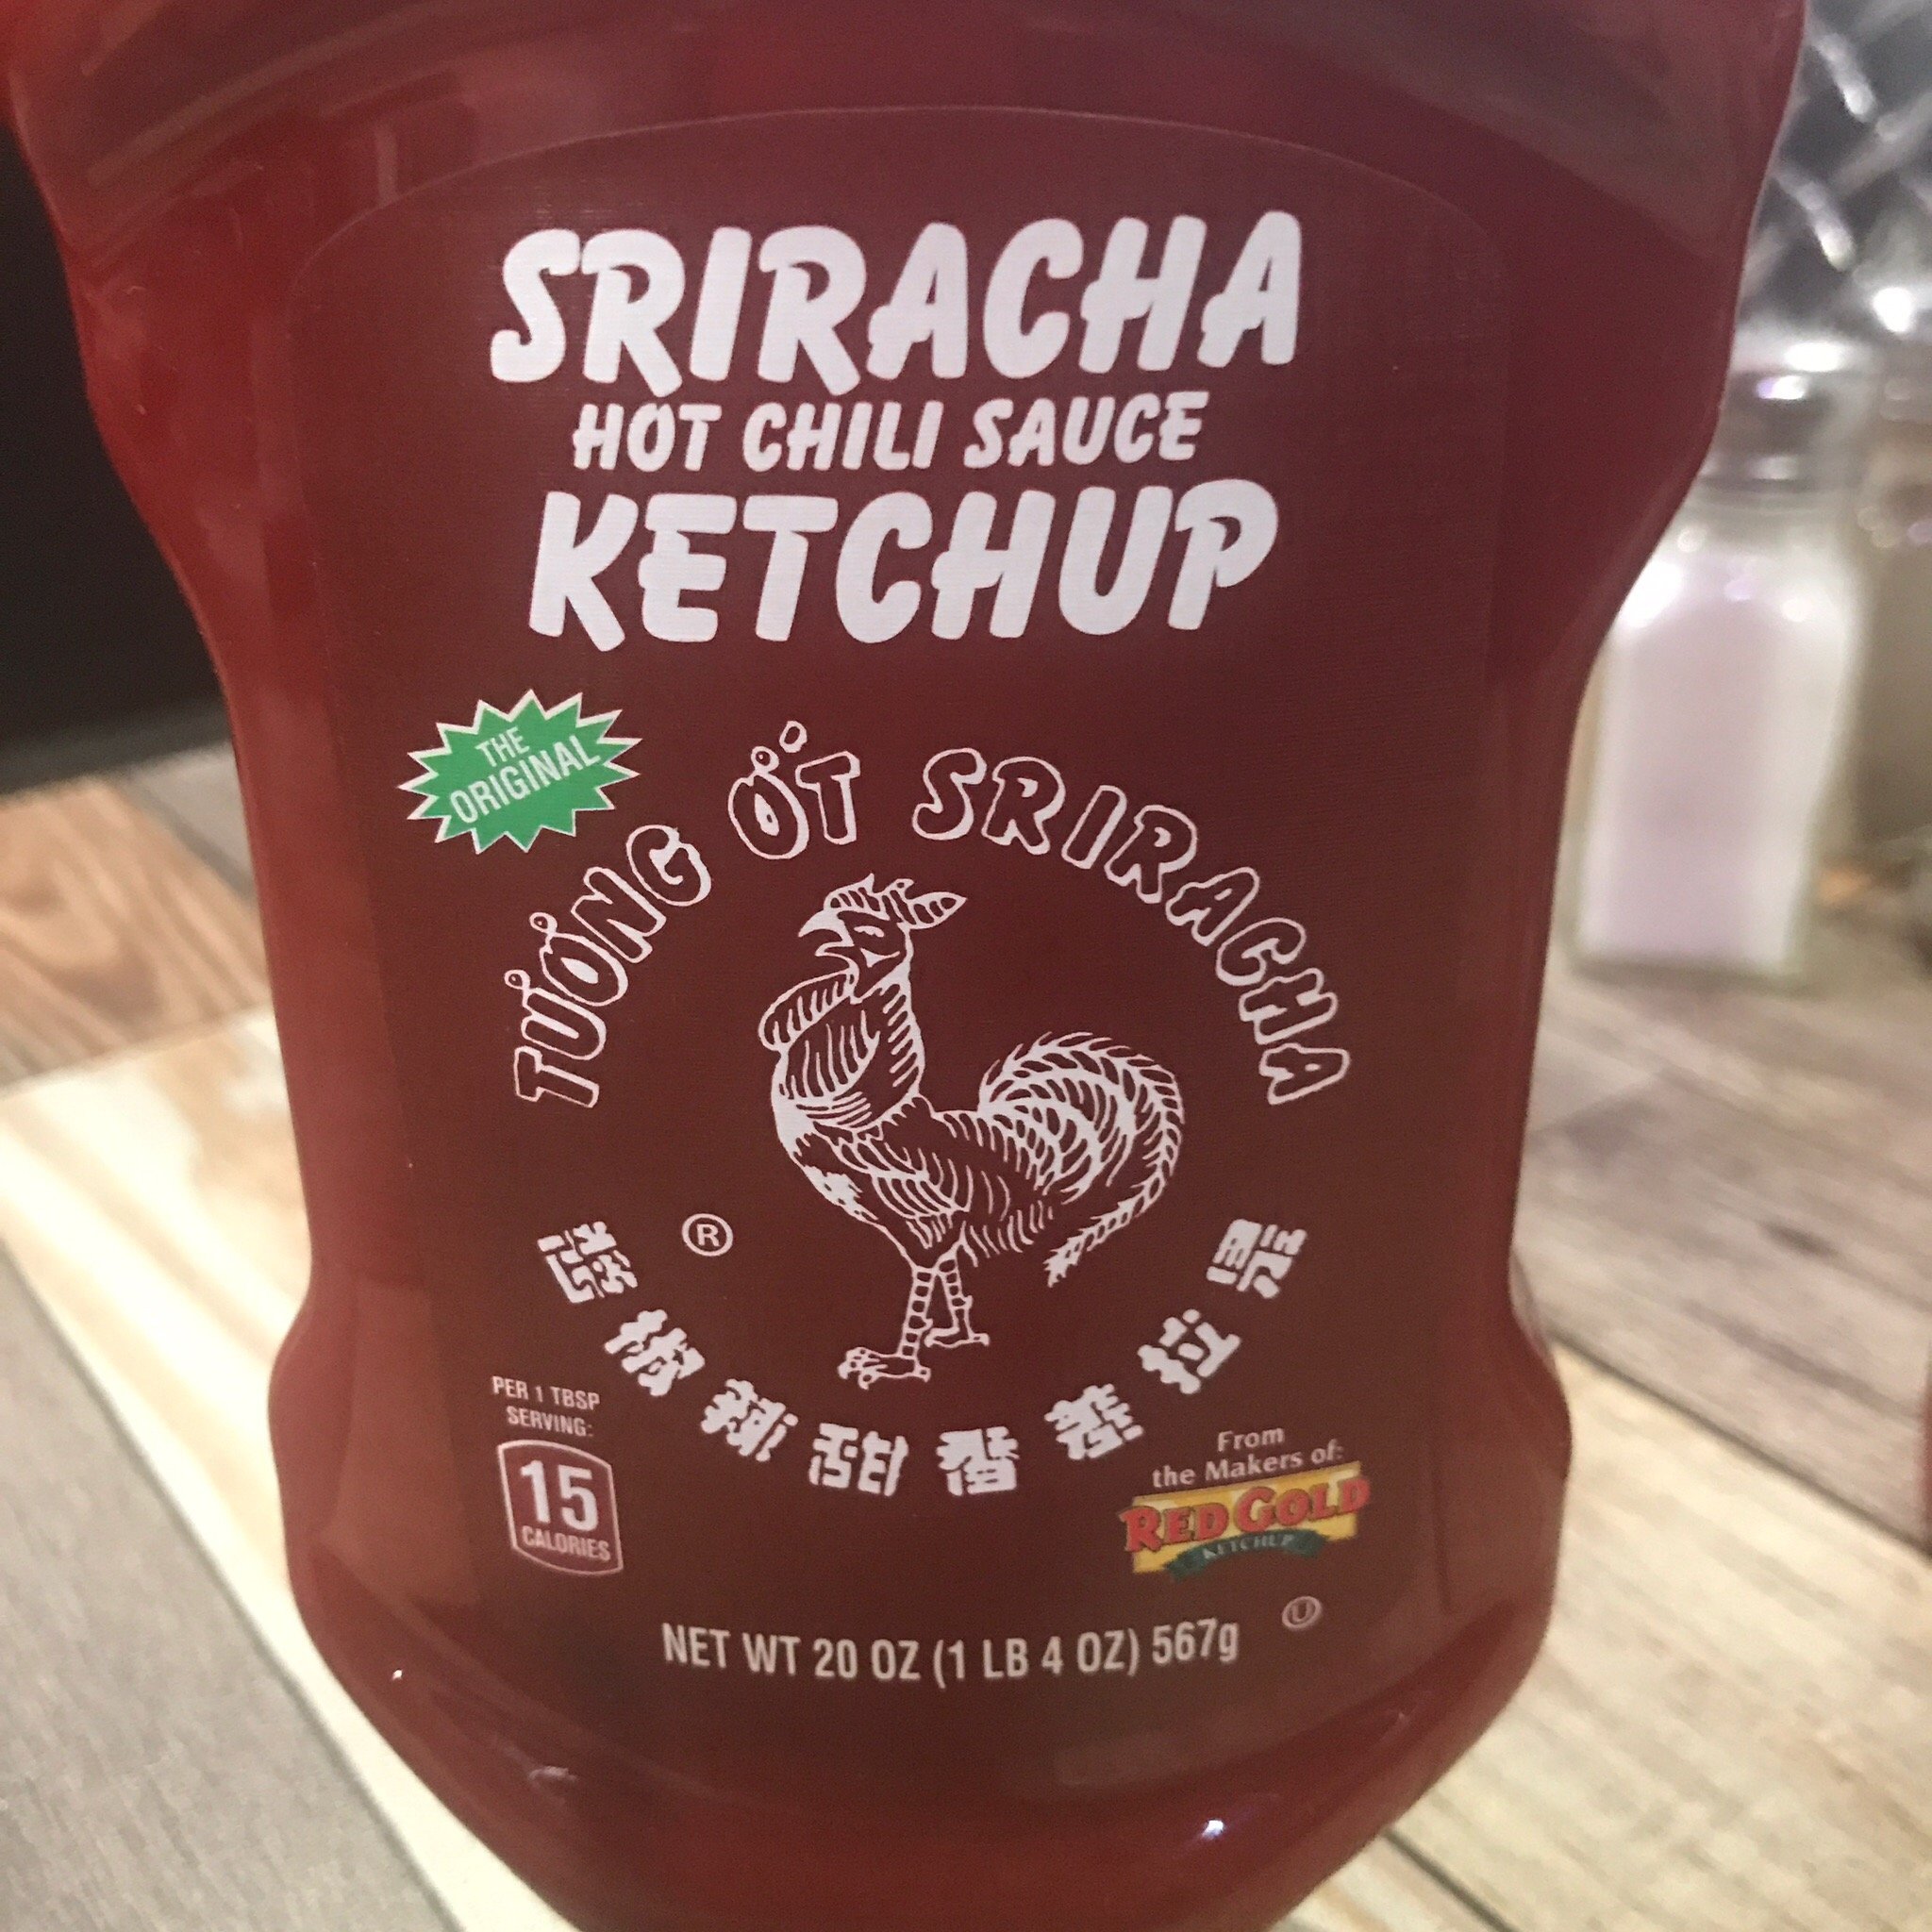 SRIRACHA
HOT CHILI SAUCE
KETCHUP
THE
ORIGINAL
TƯƠNG ỚT SRIRACHA
®
PER 1 TBSP
SERVING:
15
CALORIES
From
the Makers of:
RED GOLD
KETCHUP
U
NET WT 20 OZ (1 LB 4 OZ) 567g